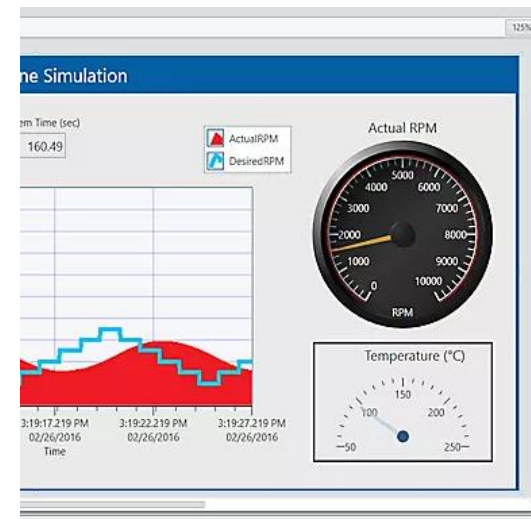 125%
ne Simulation
em Time (sec)
160.49
ActualRPM
DesiredRPM
3:19:17.219 PM
02/26/2016
3:19:22.219 PM
02/26/2016
3:19:27.219 PM
02/26/2016
Time
Actual RPM
0
1000
2000
3000
4000
5000
6000
7000
8000
9000
10000
RPM
Temperature (°C)
50
100
150
200
250